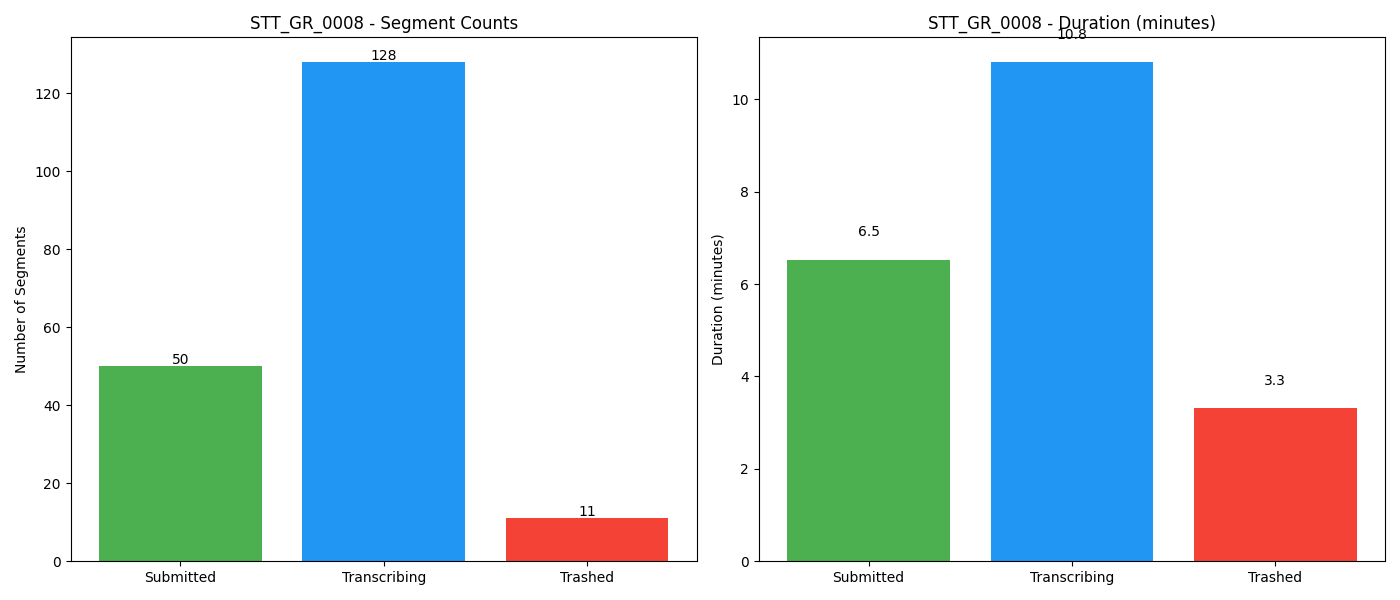 STT_GR_0008 - Segment Counts
Number of Segments
120
100
80
60
40
20
0
50
128
11
Submitted
Transcribing
Trashed
STT_GR_0008 - Duration (minutes)
Duration (minutes)
10
8
6
4
2
0
6.5
10.8
3.3
Submitted
Transcribing
Trashed